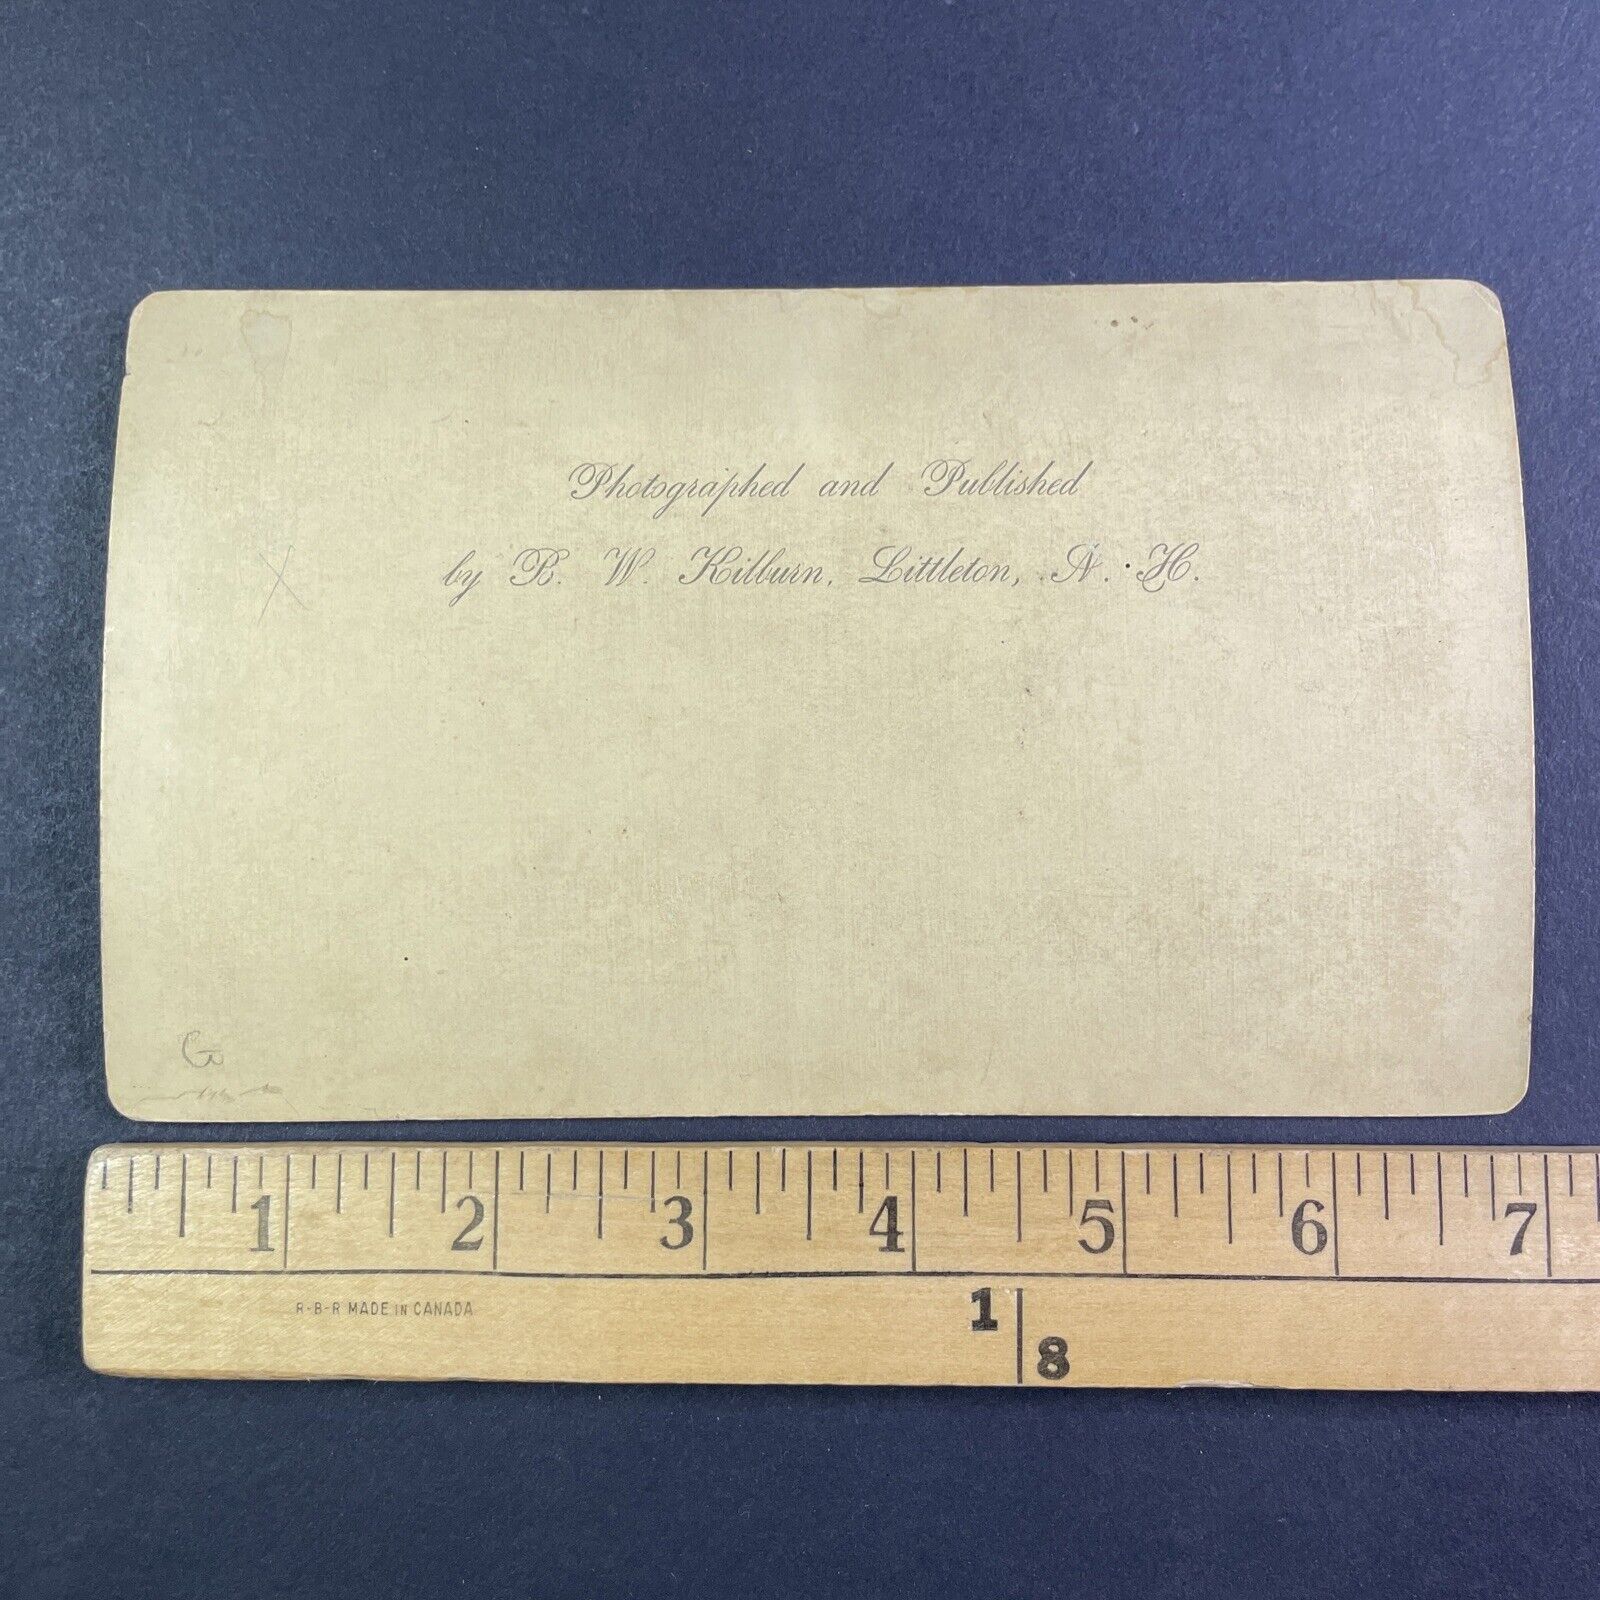 Photographed and Published
by B. W. Kilburn, Littleton, N. H.
X
G
1 2 3 4 5 6 7
R-B-R MADE IN CANADA
1
8